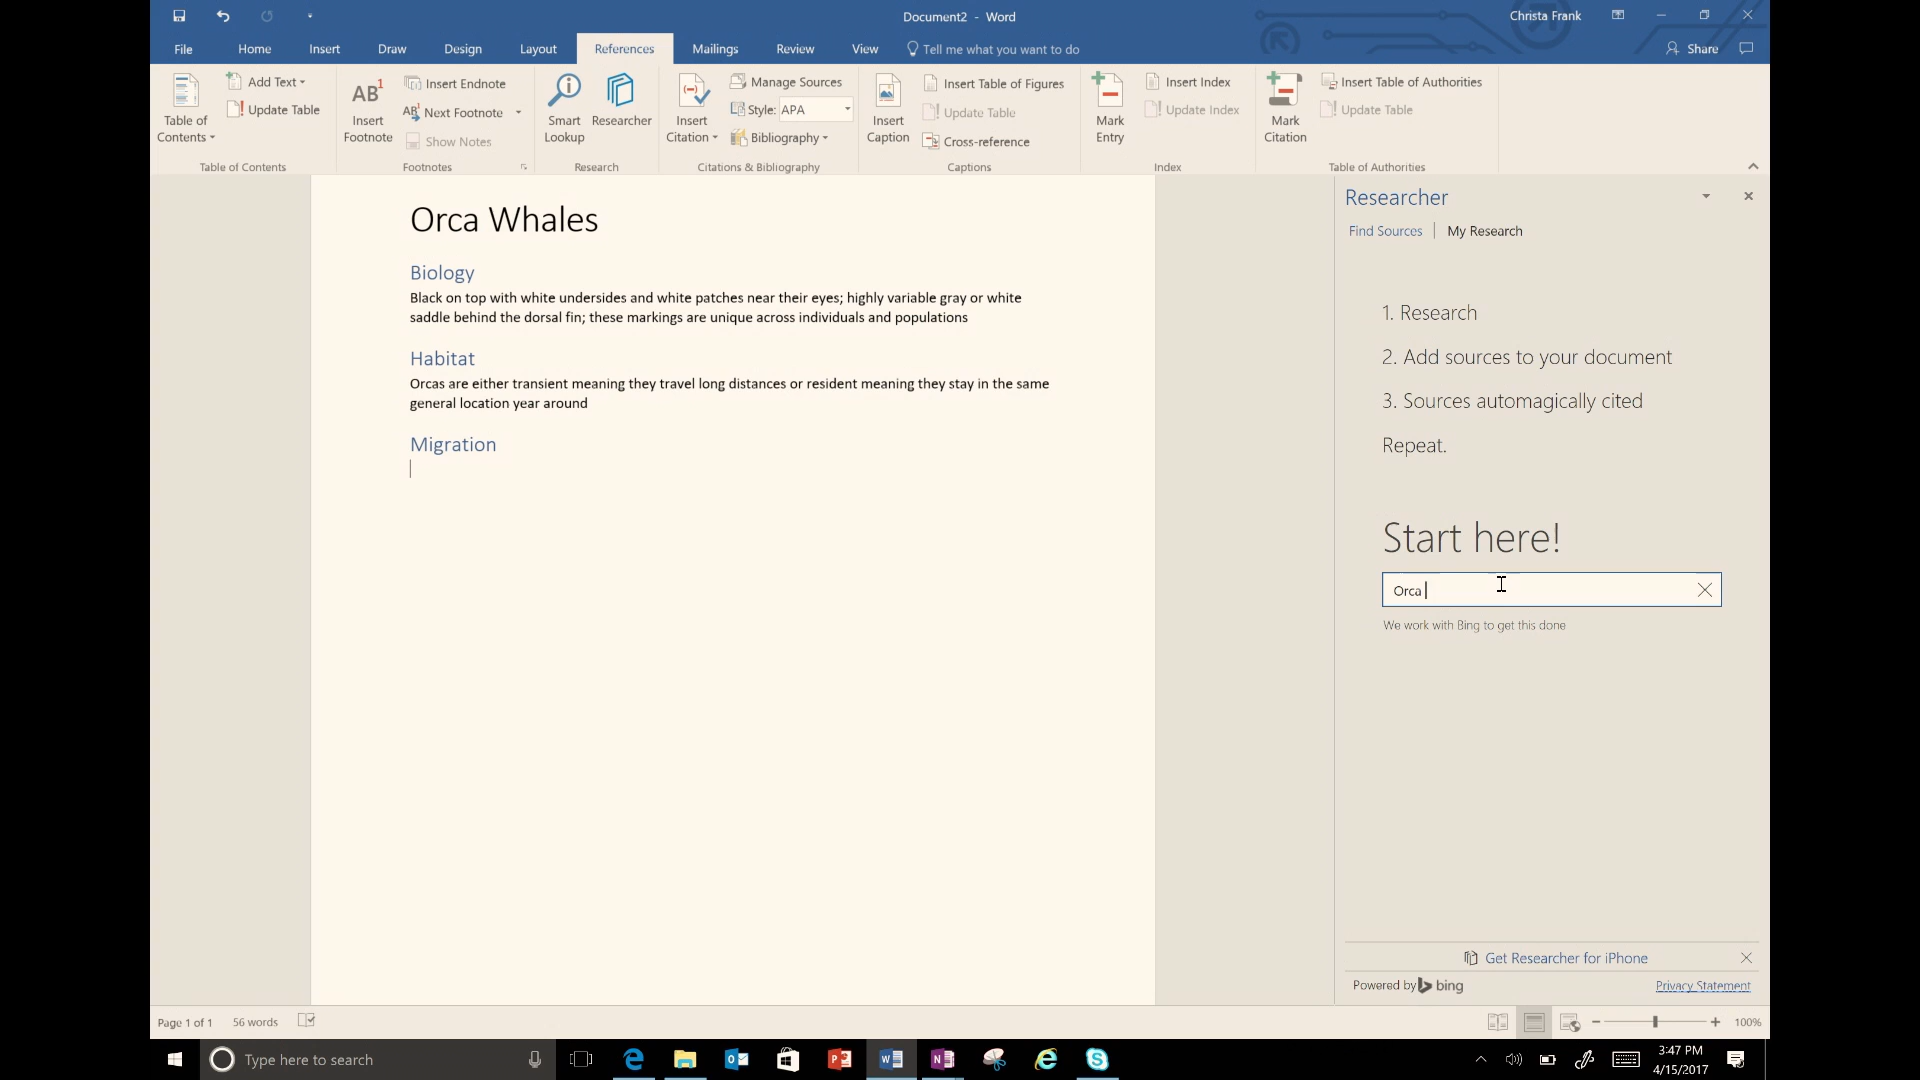 Document2 - Word
Christa Frank
File Home Insert Draw Design Layout References Mailings Review View Tell me what you want to do
Share
Table of Contents
Add Text
Update Table
Table of Contents
AB1
Insert Footnote
Insert Endnote
AB1 Next Footnote
Show Notes
Footnotes
Smart Lookup
Researcher
Research
Insert Citation
Manage Sources
Style: APA
Bibliography
Citations & Bibliography
Insert Caption
Insert Table of Figures
Update Table
Cross-reference
Captions
Mark Entry
Insert Index
Update Index
Index
Mark Citation
Insert Table of Authorities
Update Table
Table of Authorities
Orca Whales
Biology
Black on top with white undersides and white patches near their eyes; highly variable gray or white
saddle behind the dorsal fin; these markings are unique across individuals and populations
Habitat
Orcas are either transient meaning they travel long distances or resident meaning they stay in the same
general location year around
Migration
Researcher
Find Sources | My Research
1. Research
2. Add sources to your document
3. Sources automagically cited
Repeat.
Start here!
Orca
We work with Bing to get this done
Get Researcher for iPhone
Powered by bing
Privacy Statement
Page 1 of 1 56 words
100%
Type here to search
3:47 PM
4/15/2017